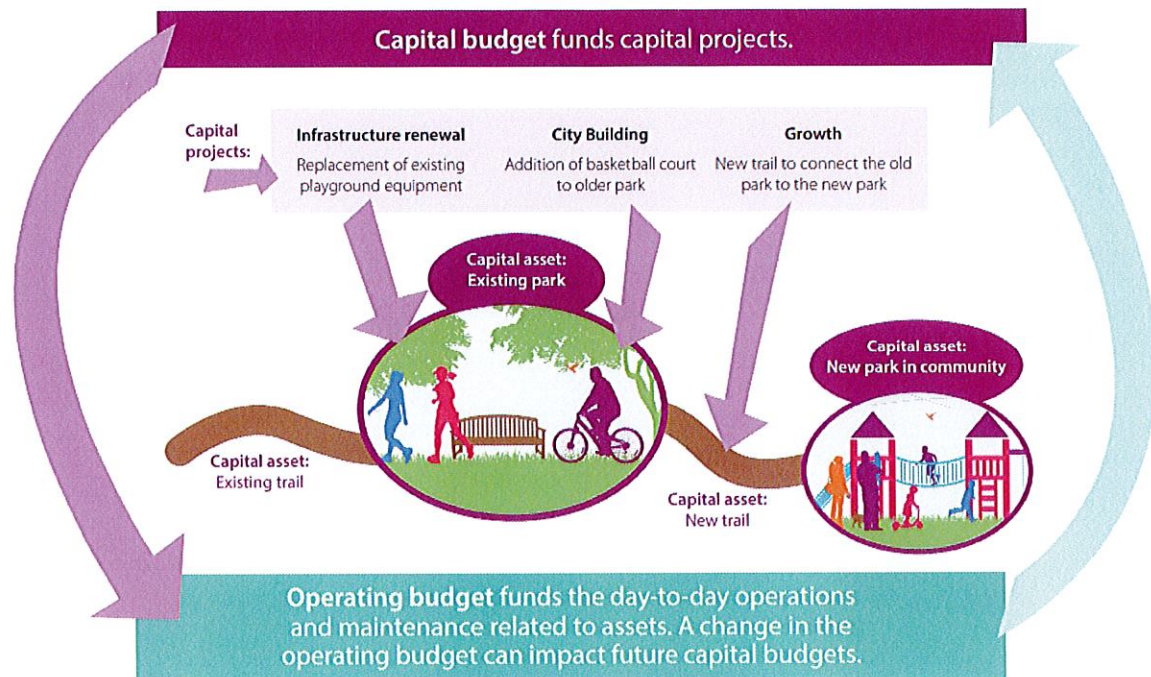 Capital budget funds capital projects.
Capital
projects:
Infrastructure renewal
Replacement of existing
playground equipment
City Building
Addition of basketball court
to older park
Growth
New trail to connect the old
park to the new park
Capital asset:
Existing park
Capital asset:
New park in community
Capital asset:
Existing trail
Capital asset:
New trail
Operating budget funds the day-to-day operations
and maintenance related to assets. A change in the
operating budget can impact future capital budgets.